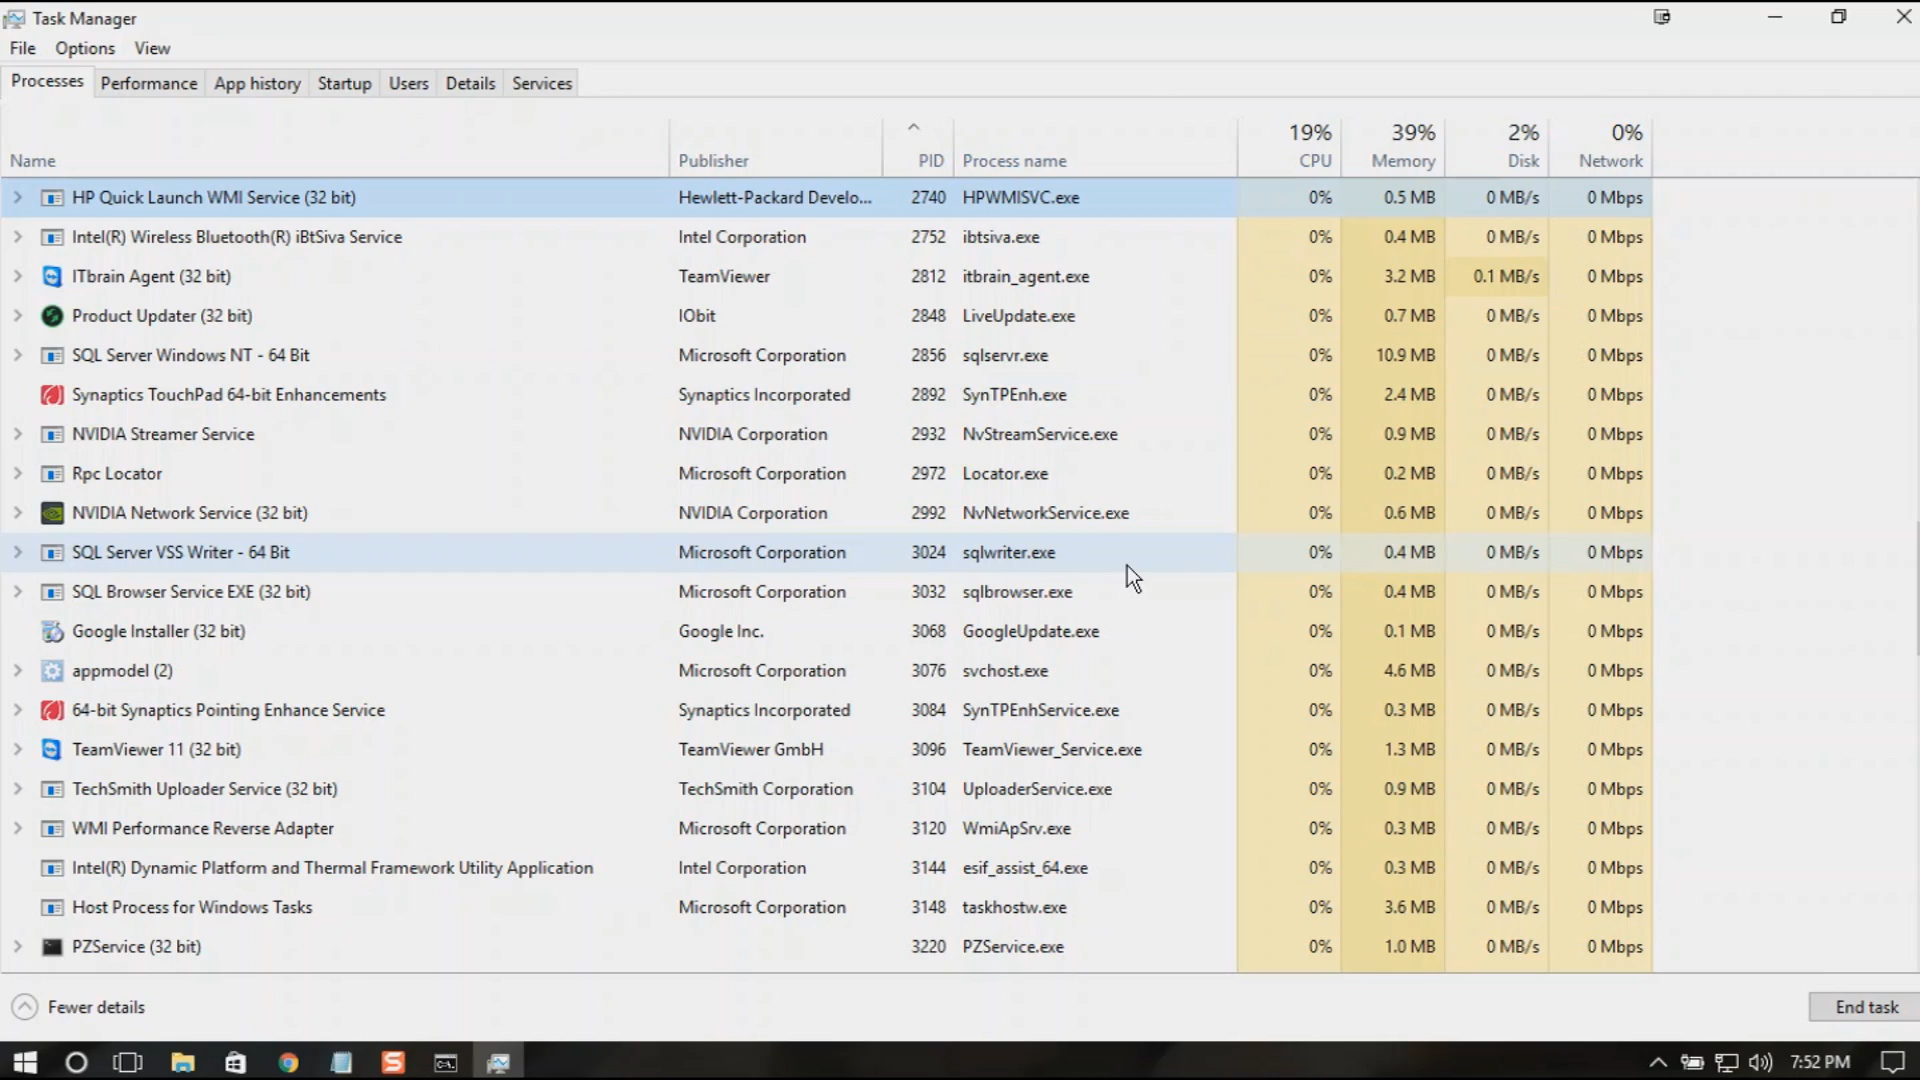 Task Manager
File Options View
Processes Performance App history Startup Users Details Services
19% 39% 2% 0%
Name Publisher PID Process name CPU Memory Disk Network
HP Quick Launch WMI Service (32 bit) Hewlett-Packard Develo... 2740 HPWMISVC.exe 0% 0.5 MB 0 MB/s 0 Mbps
Intel(R) Wireless Bluetooth(R) iBtSiva Service Intel Corporation 2752 ibtsiva.exe 0% 0.4 MB 0 MB/s 0 Mbps
ITbrain Agent (32 bit) TeamViewer 2812 itbrain_agent.exe 0% 3.2 MB 0.1 MB/s 0 Mbps
Product Updater (32 bit) IObit 2848 LiveUpdate.exe 0% 0.7 MB 0 MB/s 0 Mbps
SQL Server Windows NT - 64 Bit Microsoft Corporation 2856 sqlservr.exe 0% 10.9 MB 0 MB/s 0 Mbps
Synaptics TouchPad 64-bit Enhancements Synaptics Incorporated 2892 SynTPEnh.exe 0% 2.4 MB 0 MB/s 0 Mbps
NVIDIA Streamer Service NVIDIA Corporation 2932 NvStreamService.exe 0% 0.9 MB 0 MB/s 0 Mbps
Rpc Locator Microsoft Corporation 2972 Locator.exe 0% 0.2 MB 0 MB/s 0 Mbps
NVIDIA Network Service (32 bit) NVIDIA Corporation 2992 NvNetworkService.exe 0% 0.6 MB 0 MB/s 0 Mbps
SQL Server VSS Writer - 64 Bit Microsoft Corporation 3024 sqlwriter.exe 0% 0.4 MB 0 MB/s 0 Mbps
SQL Browser Service EXE (32 bit) Microsoft Corporation 3032 sqlbrowser.exe 0% 0.4 MB 0 MB/s 0 Mbps
Google Installer (32 bit) Google Inc. 3068 GoogleUpdate.exe 0% 0.1 MB 0 MB/s 0 Mbps
appmodel (2) Microsoft Corporation 3076 svchost.exe 0% 4.6 MB 0 MB/s 0 Mbps
64-bit Synaptics Pointing Enhance Service Synaptics Incorporated 3084 SynTPEnhService.exe 0% 0.3 MB 0 MB/s 0 Mbps
TeamViewer 11 (32 bit) TeamViewer GmbH 3096 TeamViewer_Service.exe 0% 1.3 MB 0 MB/s 0 Mbps
TechSmith Uploader Service (32 bit) TechSmith Corporation 3104 UploaderService.exe 0% 0.9 MB 0 MB/s 0 Mbps
WMI Performance Reverse Adapter Microsoft Corporation 3120 WmiApSrv.exe 0% 0.3 MB 0 MB/s 0 Mbps
Intel(R) Dynamic Platform and Thermal Framework Utility Application Intel Corporation 3144 esif_assist_64.exe 0% 0.3 MB 0 MB/s 0 Mbps
Host Process for Windows Tasks Microsoft Corporation 3148 taskhostw.exe 0% 3.6 MB 0 MB/s 0 Mbps
PZService (32 bit) 3220 PZService.exe 0% 1.0 MB 0 MB/s 0 Mbps
Fewer details End task
7:52 PM